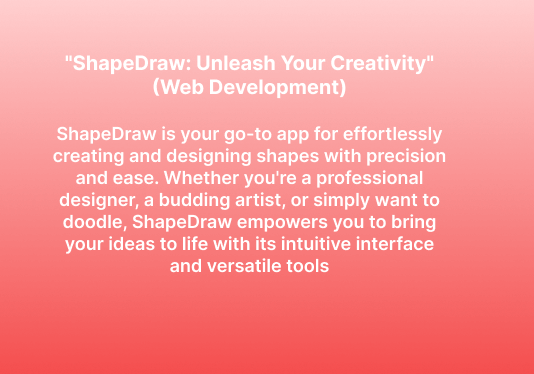 "ShapeDraw: Unleash Your Creativity"
(Web Development)
ShapeDraw is your go-to app for effortlessly
creating and designing shapes with precision
and ease. Whether you're a professional
designer, a budding artist, or simply want to
doodle, ShapeDraw empowers you to bring
your ideas to life with its intuitive interface
and versatile tools